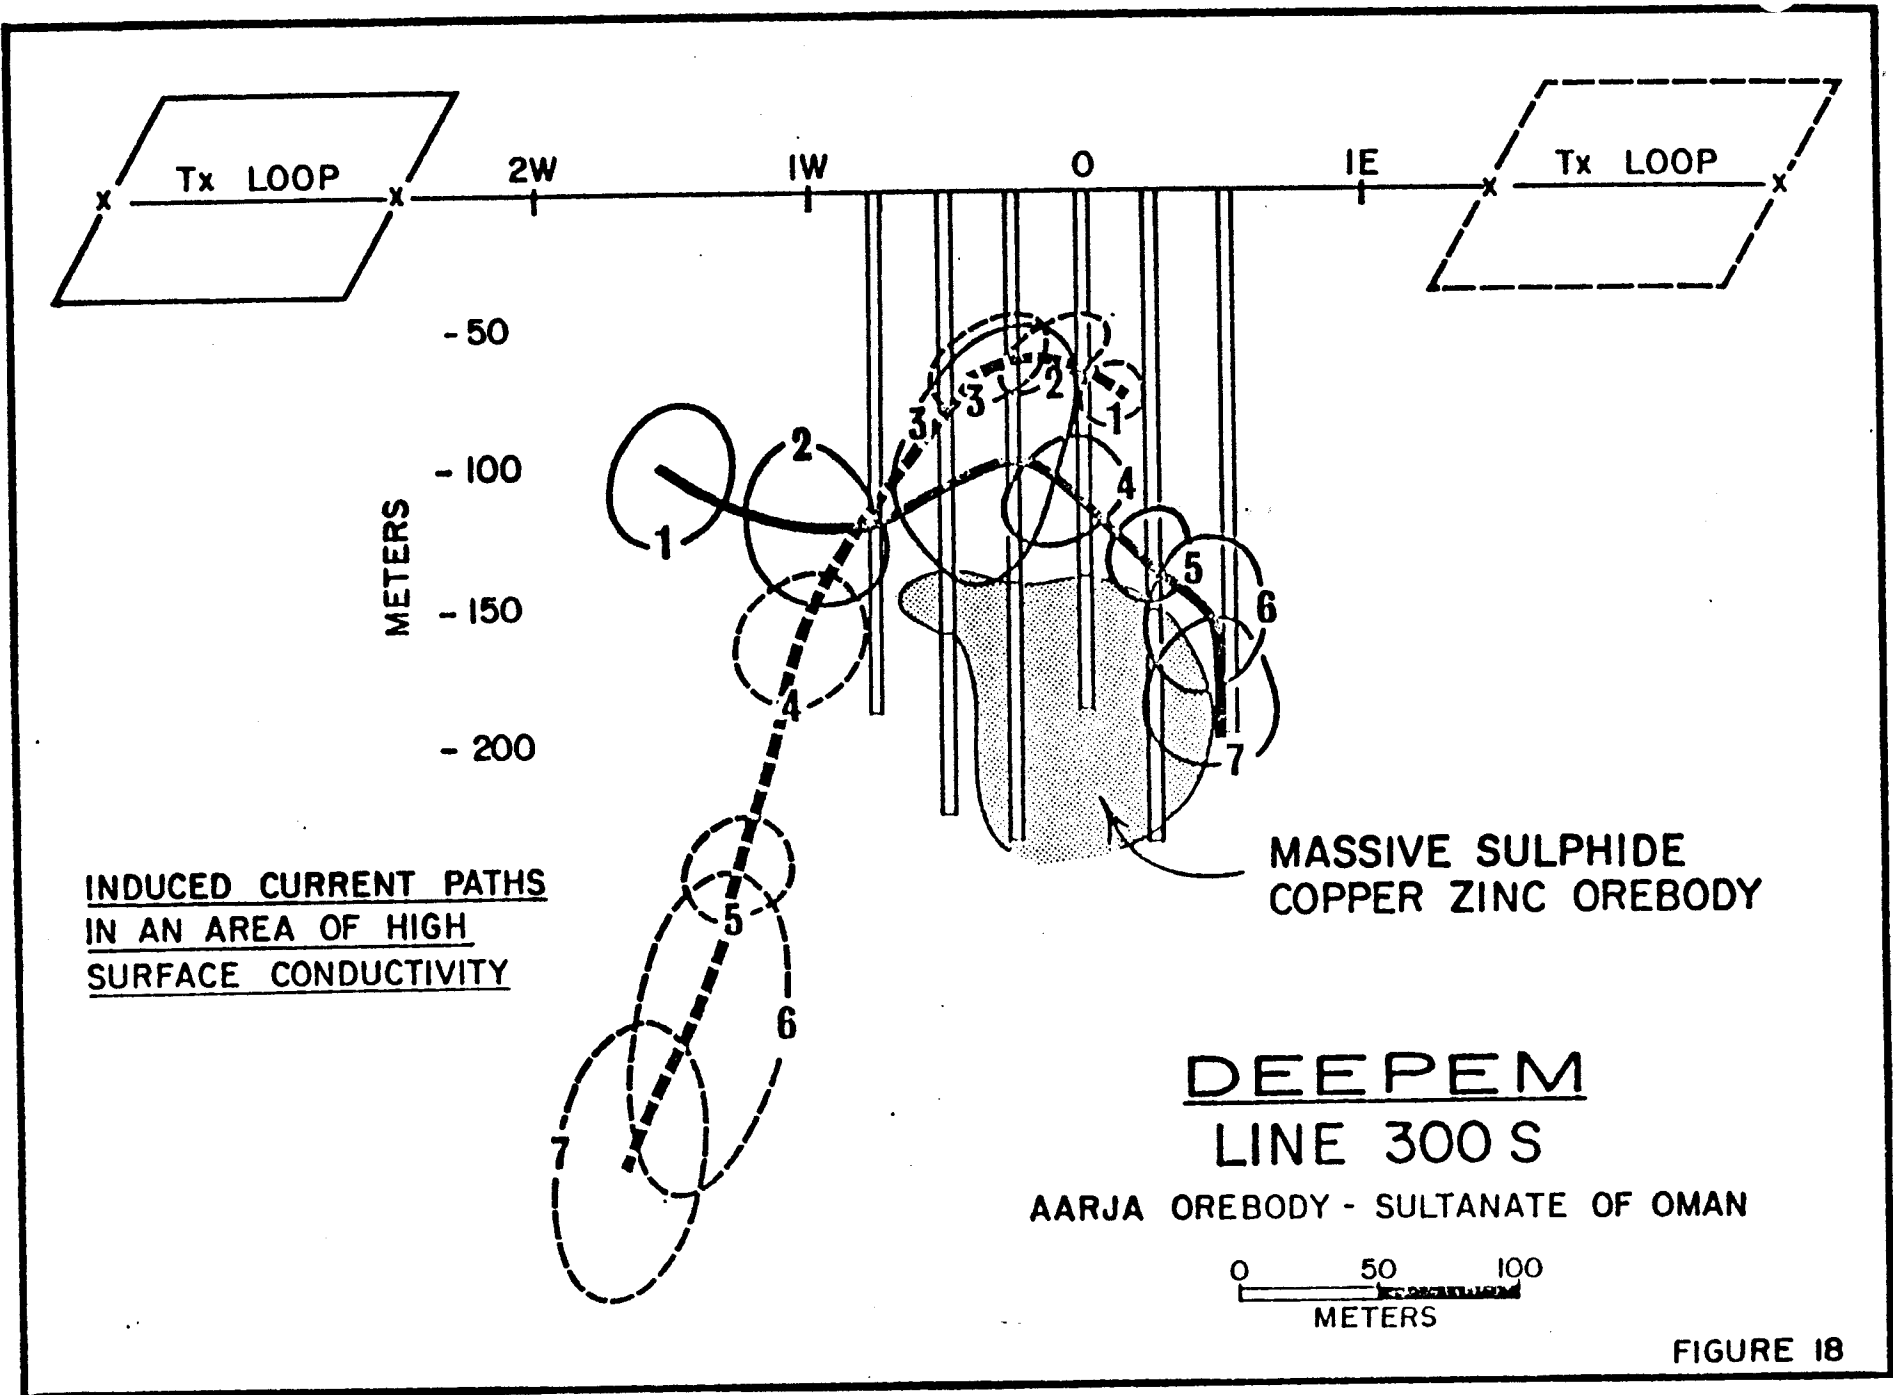 Tx LOOP
2W
1W
0
1E
Tx LOOP
- 50
- 100
- 150
- 200
METERS
1
2
3
3
2
1
4
5
6
7
4
5
6
7
MASSIVE SULPHIDE
COPPER ZINC OREBODY
INDUCED CURRENT PATHS
IN AN AREA OF HIGH
SURFACE CONDUCTIVITY
DEEPEM
LINE 300 S
AARJA OREBODY - SULTANATE OF OMAN
0 50 100
METERS
FIGURE 18